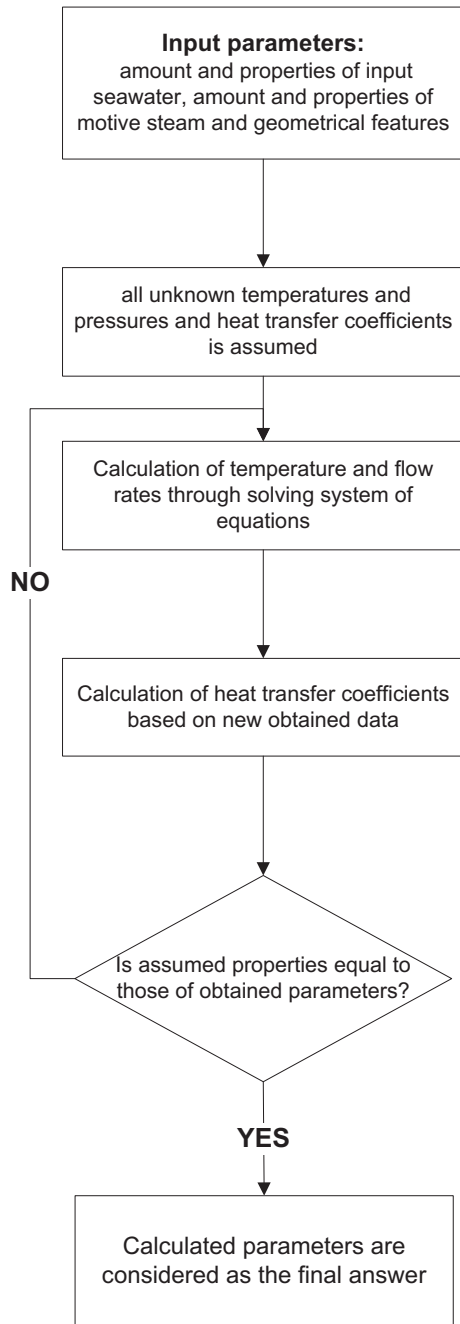 Input parameters:
amount and properties of input
seawater, amount and properties of
motive steam and geometrical features
all unknown temperatures and
pressures and heat transfer coefficients
is assumed
Calculation of temperature and flow
rates through solving system of
equations
NO
Calculation of heat transfer coefficients
based on new obtained data
Is assumed properties equal to
those of obtained parameters?
YES
Calculated parameters are
considered as the final answer